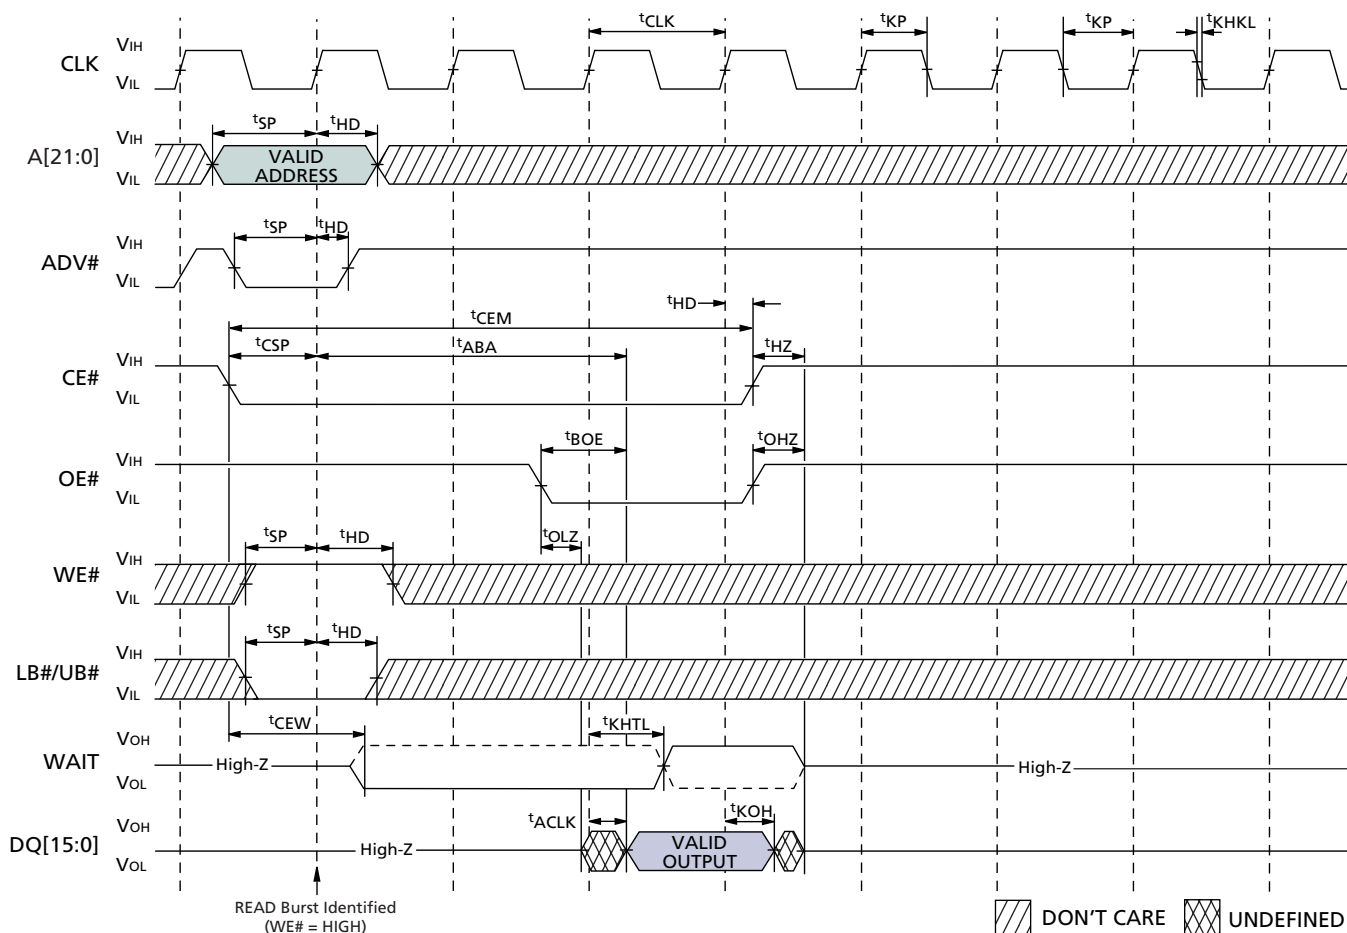 tCLK
tKP
tKP
tKHKL
CLK
VIH
VIL
tSP
tHD
A[21:0]
VIH
VIL
VALID
ADDRESS
tSP
tHD
ADV#
VIH
VIL
tHD
tCEM
tCSP
tABA
tHZ
CE#
VIH
VIL
tBOE
tOHZ
OE#
VIH
VIL
tOLZ
tSP
tHD
WE#
VIH
VIL
tSP
tHD
LB#/UB#
VIH
VIL
tCEW
tKHTL
WAIT
VOH
VOL
High-Z
High-Z
tACLK
tKOH
DQ[15:0]
VOH
VOL
High-Z
VALID
OUTPUT
READ Burst Identified
(WE# = HIGH)
DON'T CARE
UNDEFINED